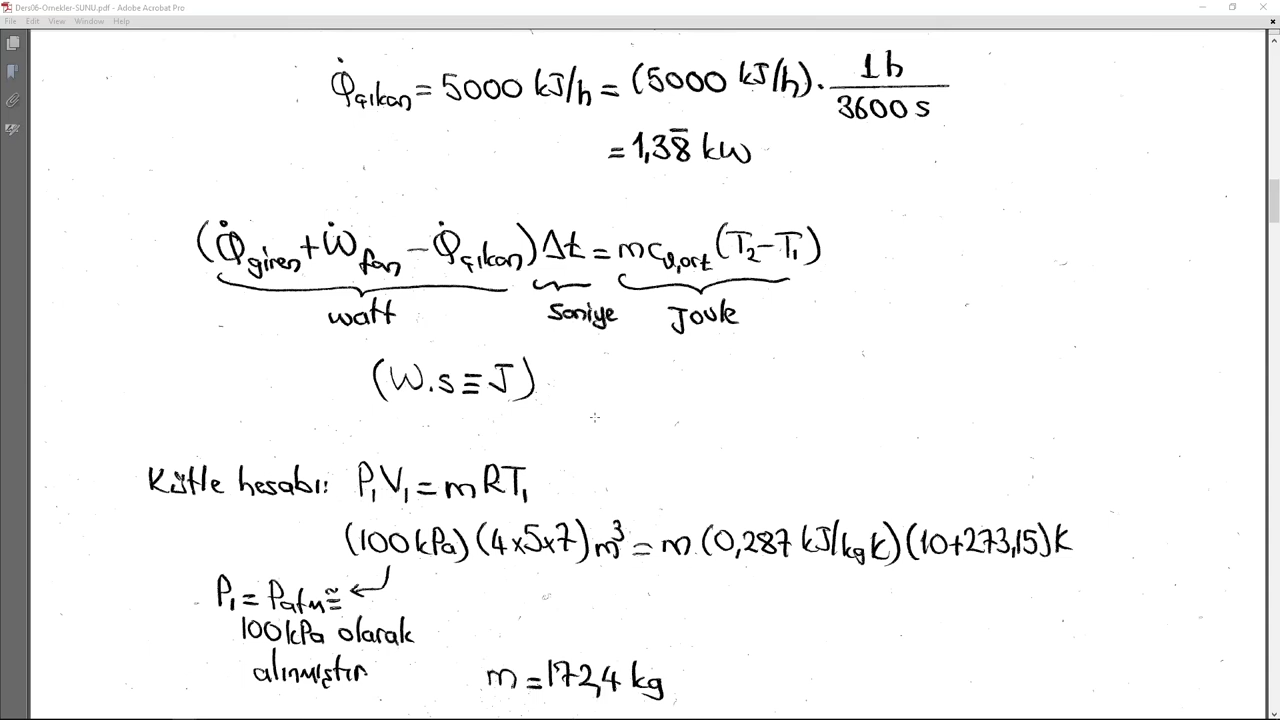 Ders06-Ornekler-SUNU.pdf - Adobe Acrobat Pro
File Edit View Window Help
Q̇çıkan = 5000 kJ/h = (5000 kJ/h) · 1h / 3600 s
= 1,38̅ kW
(Q̇giren + Ẇfan − Q̇çıkan) Δt = m cv,ort (T2 − T1)
watt saniye Joule
(W.s ≡ J)
Kütle hesabı: P1V1 = mRT1
(100 kPa) (4x5x7) m³ = m (0,287 kJ/kgK) (10+273,15) K
P1 = Patm ≅
100 kPa olarak
alınmıştır
m = 172,4 kg